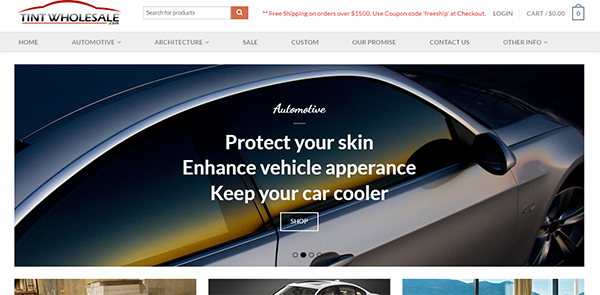 TINT WHOLESALE
.com
Search for products
** Free Shipping on orders over $1500. Use Coupon code 'freeship' at Checkout.
LOGIN
CART / $0.00
0
HOME
AUTOMOTIVE
ARCHITECTURE
SALE
CUSTOM
OUR PROMISE
CONTACT US
OTHER INFO
Automotive
Protect your skin
Enhance vehicle apperance
Keep your car cooler
SHOP